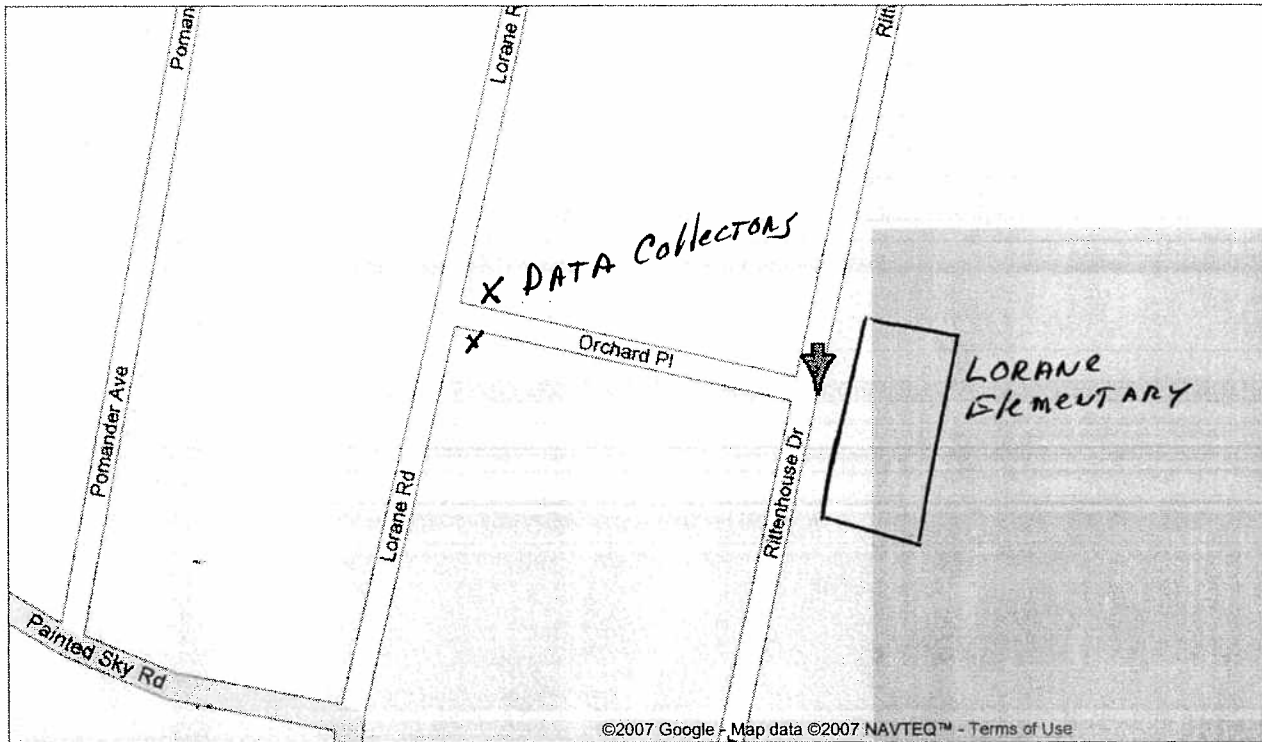 Poman
Lorane R
Ritt
X DATA Collectors
X
Orchard Pl
LORANE
Elementary
Pomander Ave
Lorane Rd
Rittenhouse Dr
Painted Sky Rd
©2007 Google - Map data ©2007 NAVTEQ™ - Terms of Use